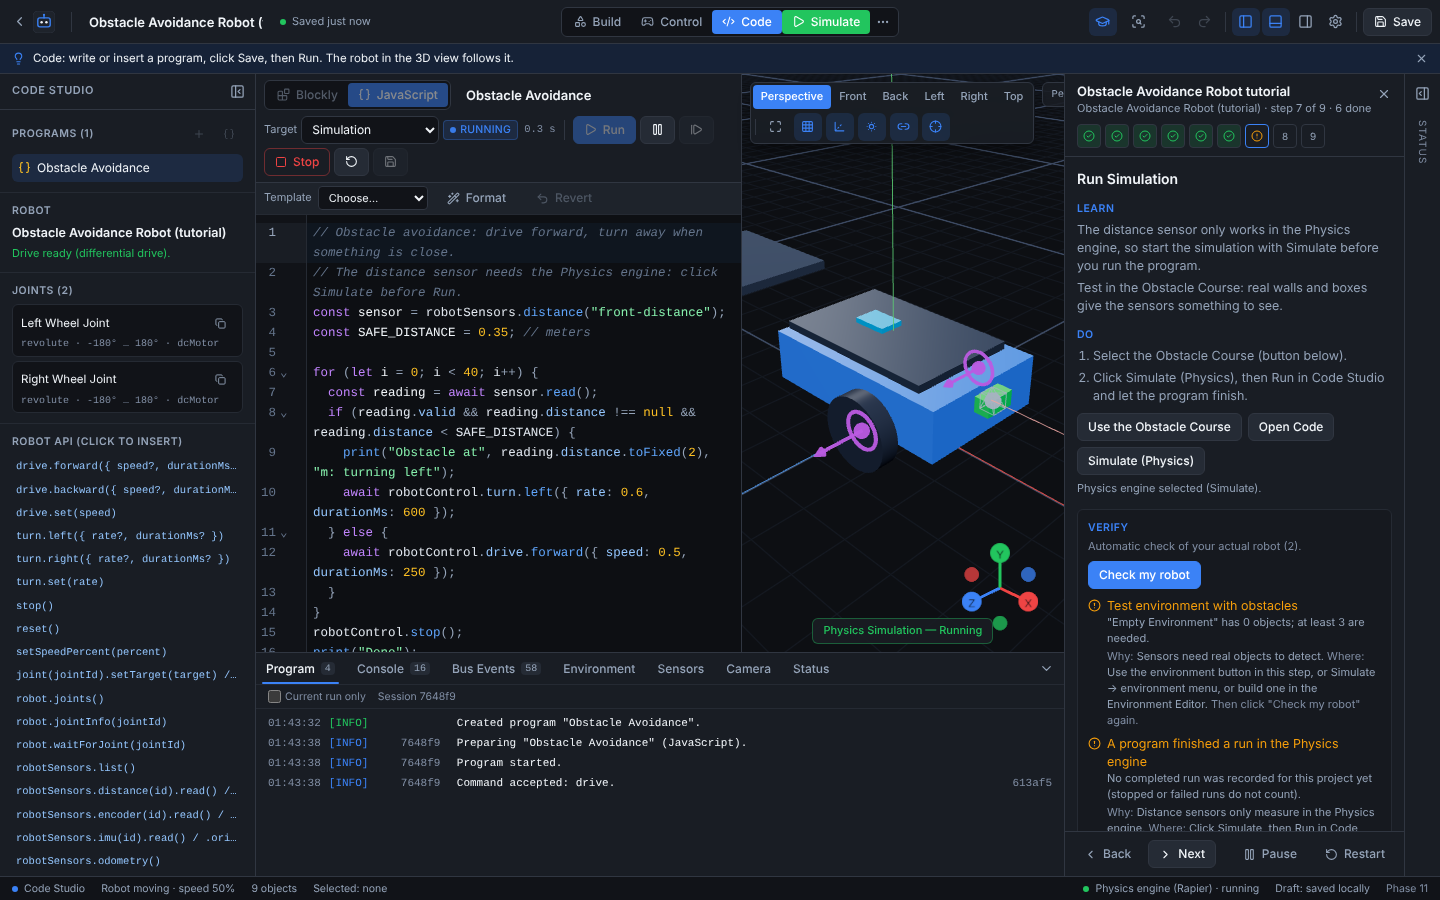 Obstacle Avoidance Robot (
Saved just now
Build
Control
Code
Simulate
Save
Code: write or insert a program, click Save, then Run. The robot in the 3D view follows it.
CODE STUDIO
PROGRAMS (1)
{ }
{} Obstacle Avoidance
ROBOT
Obstacle Avoidance Robot (tutorial)
Drive ready (differential drive).
JOINTS (2)
Left Wheel Joint
revolute · -180° … 180° · dcMotor
Right Wheel Joint
revolute · -180° … 180° · dcMotor
ROBOT API (CLICK TO INSERT)
drive.forward({ speed?, durationMs…
drive.backward({ speed?, durationM…
drive.set(speed)
turn.left({ rate?, durationMs? })
turn.right({ rate?, durationMs? })
turn.set(rate)
stop()
reset()
setSpeedPercent(percent)
joint(jointId).setTarget(target) /…
robot.joints()
robot.jointInfo(jointId)
robot.waitForJoint(jointId)
robotSensors.list()
robotSensors.distance(id).read() /…
robotSensors.encoder(id).read() / …
robotSensors.imu(id).read() / .ori…
robotSensors.odometry()
Blockly
{ } JavaScript
Obstacle Avoidance
Target
Simulation
RUNNING
0.3 s
Run
Stop
Template
Choose...
Format
Revert
1 // Obstacle avoidance: drive forward, turn away when
something is close.
2 // The distance sensor needs the Physics engine: click
Simulate before Run.
3 const sensor = robotSensors.distance("front-distance");
4 const SAFE_DISTANCE = 0.35; // meters
5
6 for (let i = 0; i < 40; i++) {
7 const reading = await sensor.read();
8 if (reading.valid && reading.distance !== null &&
reading.distance < SAFE_DISTANCE) {
9 print("Obstacle at", reading.distance.toFixed(2),
"m: turning left");
10 await robotControl.turn.left({ rate: 0.6,
durationMs: 600 });
11 } else {
12 await robotControl.drive.forward({ speed: 0.5,
durationMs: 250 });
13 }
14 }
15 robotControl.stop();
16 print("Done");
Perspective
Front
Back
Left
Right
Top
Pe
Y
Z
X
Physics Simulation — Running
Program 4
Console 16
Bus Events 58
Environment
Sensors
Camera
Status
Current run only
Session 7648f9
01:43:32 [INFO] Created program "Obstacle Avoidance".
01:43:38 [INFO] 7648f9 Preparing "Obstacle Avoidance" (JavaScript).
01:43:38 [INFO] 7648f9 Program started.
01:43:38 [INFO] 7648f9 Command accepted: drive. 613af5
Obstacle Avoidance Robot tutorial
Obstacle Avoidance Robot (tutorial) · step 7 of 9 · 6 done
8
9
Run Simulation
LEARN
The distance sensor only works in the Physics
engine, so start the simulation with Simulate before
you run the program.
Test in the Obstacle Course: real walls and boxes
give the sensors something to see.
DO
1. Select the Obstacle Course (button below).
2. Click Simulate (Physics), then Run in Code Studio
and let the program finish.
Use the Obstacle Course
Open Code
Simulate (Physics)
Physics engine selected (Simulate).
VERIFY
Automatic check of your actual robot (2).
Check my robot
Test environment with obstacles
"Empty Environment" has 0 objects; at least 3 are
needed.
Why: Sensors need real objects to detect. Where:
Use the environment button in this step, or Simulate
→ environment menu, or build one in the
Environment Editor. Then click "Check my robot"
again.
A program finished a run in the Physics
engine
No completed run was recorded for this project yet
(stopped or failed runs do not count).
Why: Distance sensors only measure in the Physics
engine. Where: Click Simulate, then Run in Code
Back
Next
Pause
Restart
STATUS
Code Studio
Robot moving · speed 50%
9 objects
Selected: none
Physics engine (Rapier) · running
Draft: saved locally
Phase 11